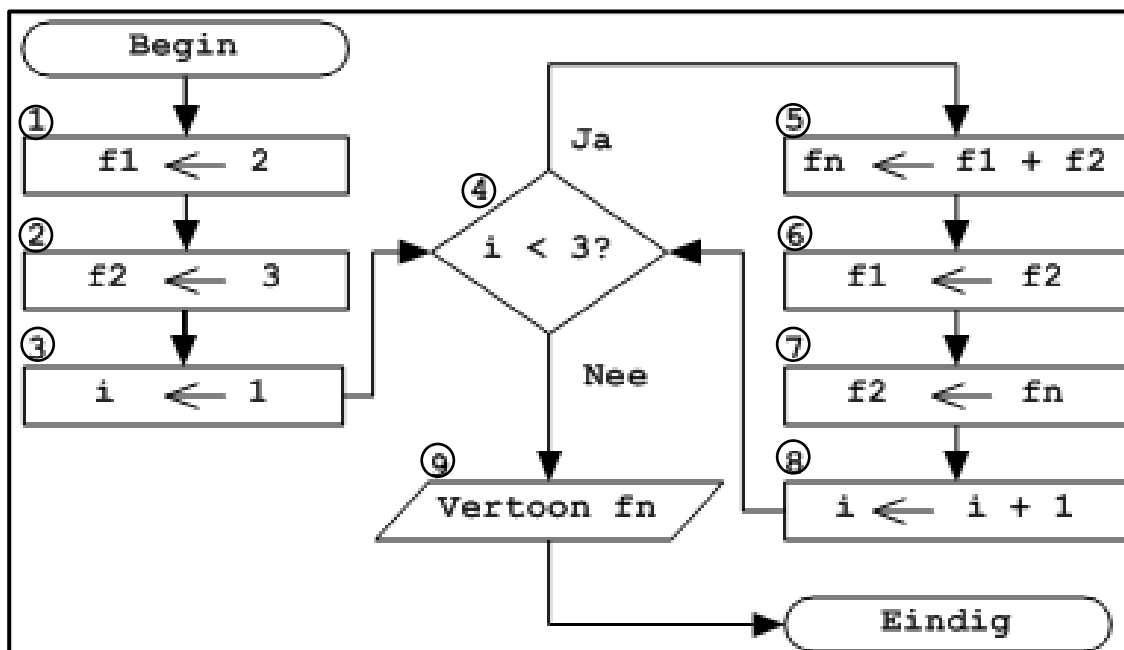 Begin
① f1 ← 2
② f2 ← 3
③ i ← 1
④ i < 3?
Ja
Nee
⑤ fn ← f1 + f2
⑥ f1 ← f2
⑦ f2 ← fn
⑧ i ← i + 1
⑨ Vertoon fn
Eindig